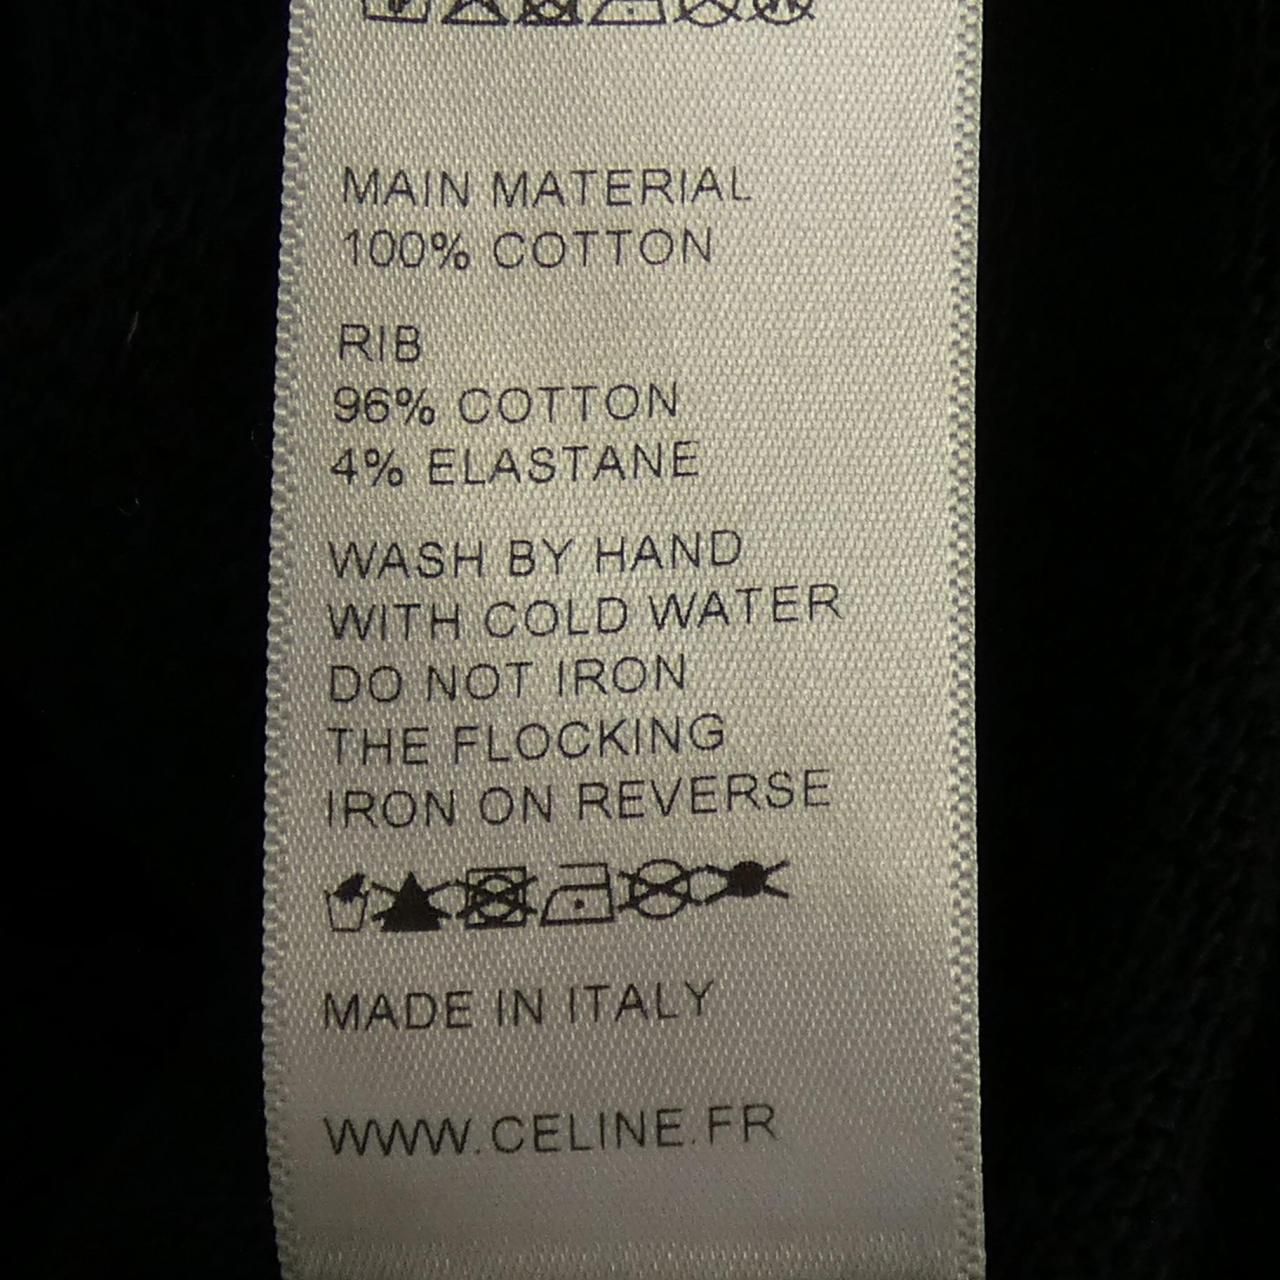 MAIN MATERIAL
100% COTTON
RIB
96% COTTON
4% ELASTANE
WASH BY HAND
WITH COLD WATER
DO NOT IRON
THE FLOCKING
IRON ON REVERSE
MADE IN ITALY
WWW.CELINE.FR